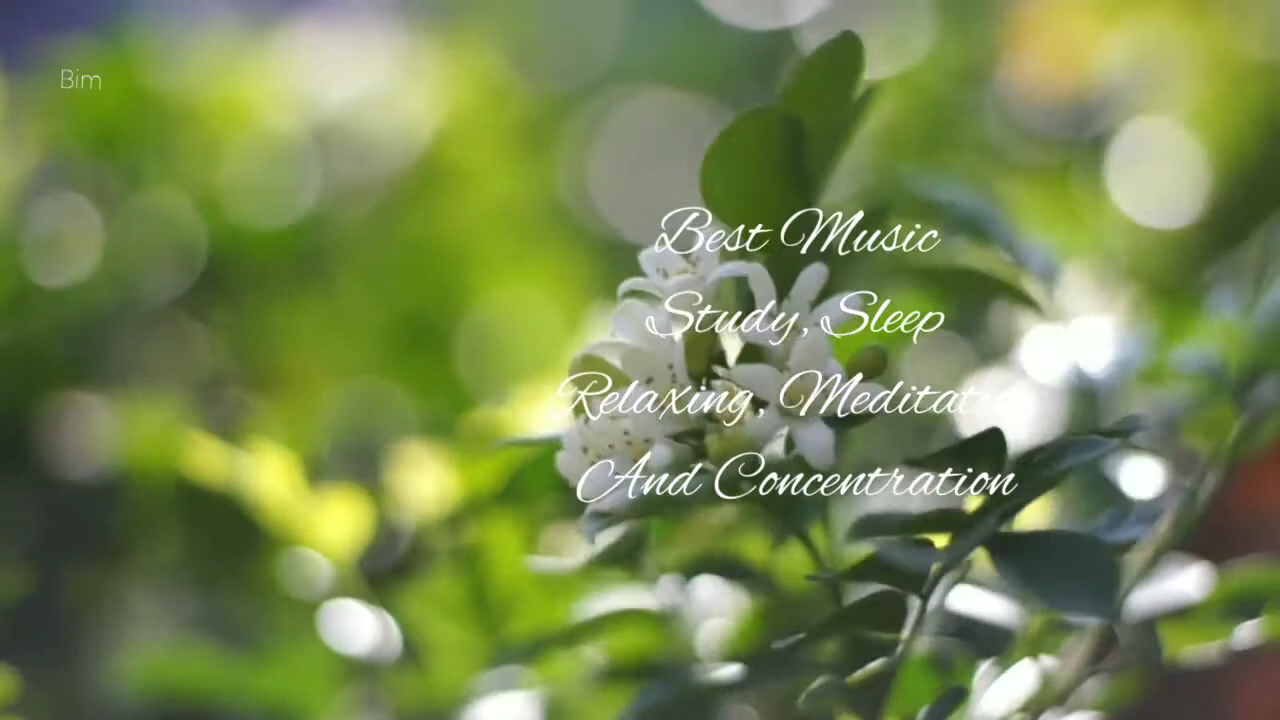 Bim
Best Music
Study, Sleep
Relaxing, Meditat
And Concentration